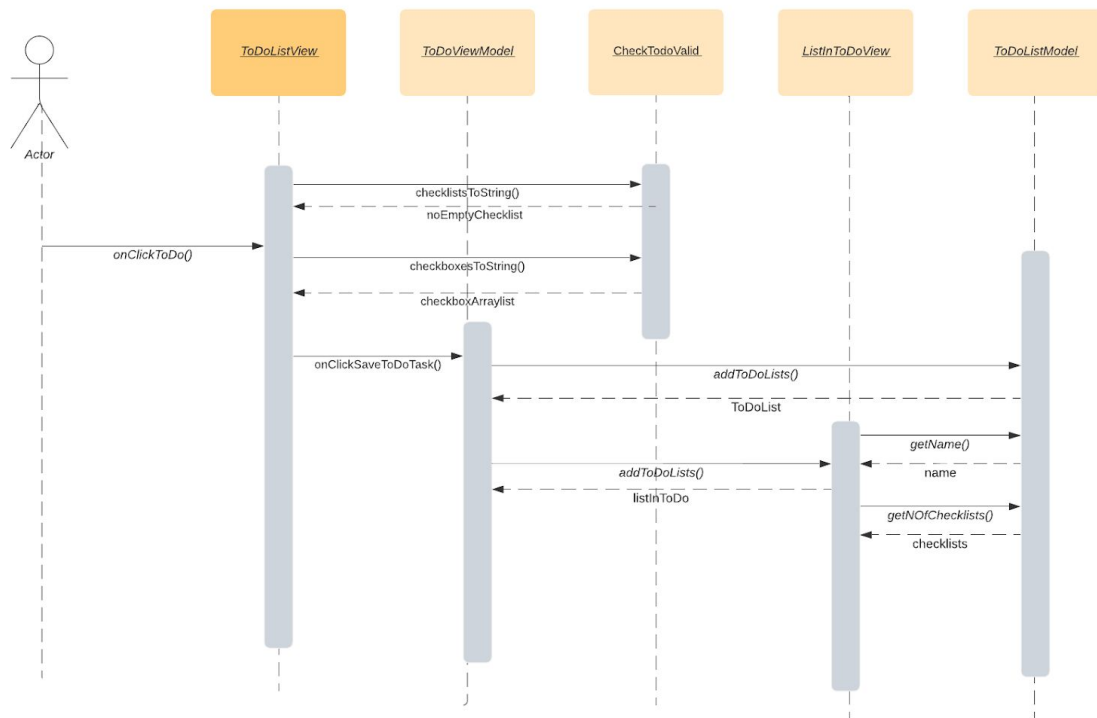 ToDoListView
ToDoViewModel
CheckTodoValid
ListInToDoView
ToDoListModel
Actor
checklistsToString()
noEmptyChecklist
onClickToDo()
checkboxesToString()
checkboxArraylist
onClickSaveToDoTask()
addToDoLists()
ToDoList
getName()
addToDoLists()
name
listInToDo
getNOfChecklists()
checklists